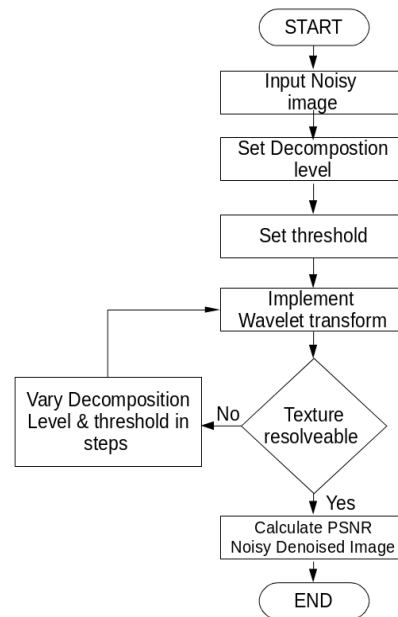 START
Input Noisy
image
Set Decompostion
level
Set threshold
Implement
Wavelet transform
Vary Decomposition
Level & threshold in
steps
No
Texture
resolveable
Yes
Calculate PSNR
Noisy Denoised Image
END